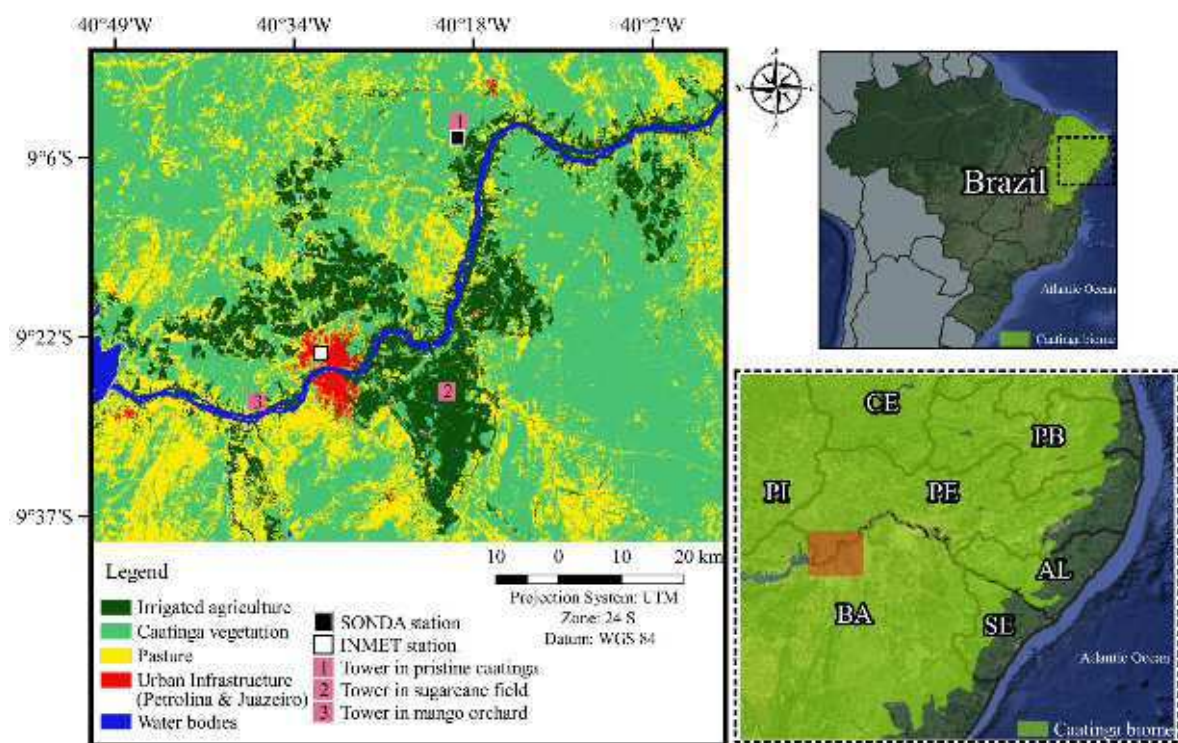 40°49'W 40°34'W 40°18'W 40°2'W
9°6'S
9°22'S
9°37'S
1
2
3
Legend
Irrigated agriculture
Caatinga vegetation
Pasture
Urban Infrastructure
(Petrolina & Juazeiro)
Water bodies
SONDA station
INMET station
1 Tower in pristine caatinga
2 Tower in sugarcane field
3 Tower in mango orchard
10 0 10 20 km
Projection System: UTM
Zone: 24 S
Datum: WGS 84
Brazil
Atlantic Ocean
Caatinga biome
CE
PB
PI
PE
AL
BA
SE
Atlantic Ocean
Caatinga biome